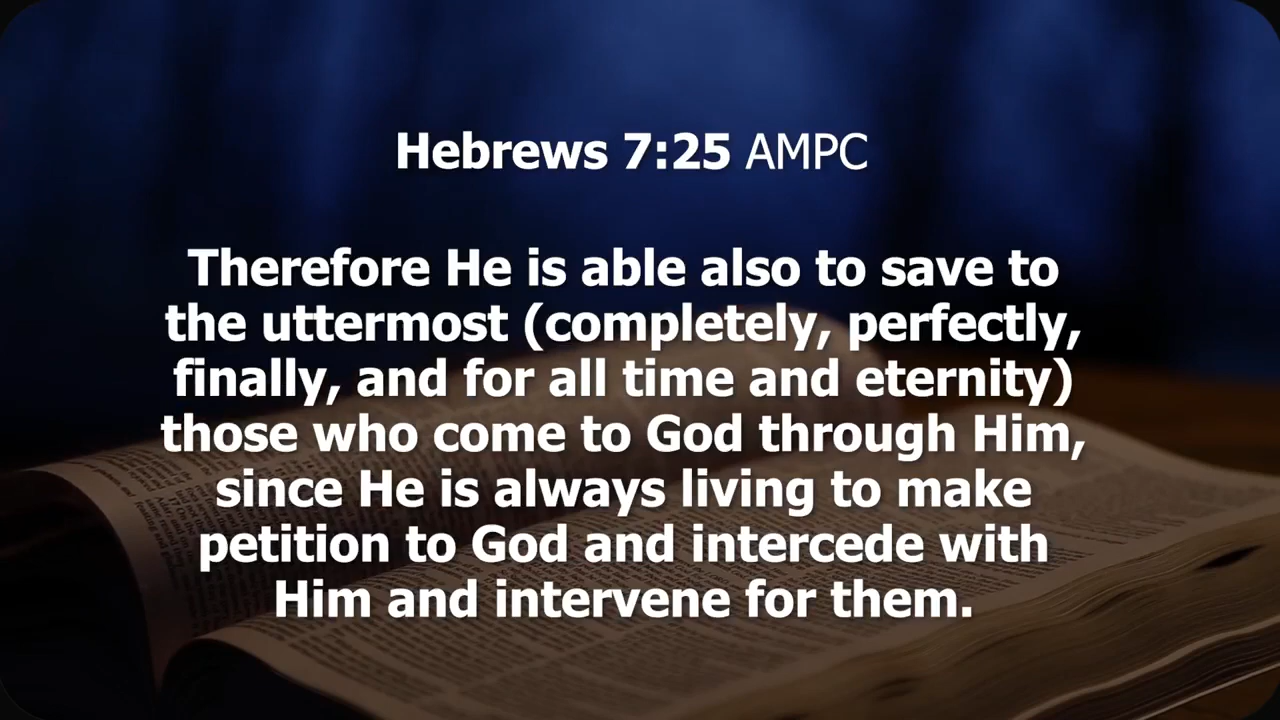 Hebrews 7:25 AMPC
Therefore He is able also to save to
the uttermost (completely, perfectly,
finally, and for all time and eternity)
those who come to God through Him,
since He is always living to make
petition to God and intercede with
Him and intervene for them.